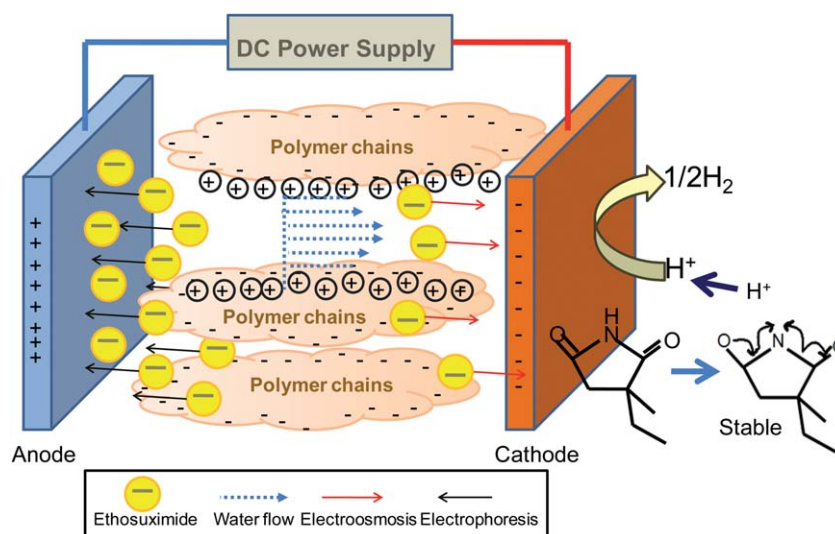 DC Power Supply
Polymer chains
1/2H₂
H⁺
H⁺
Polymer chains
H
N
O
O
O
N
O
Polymer chains
Stable
Anode
Cathode
Ethosuximide
Water flow
Electroosmosis
Electrophoresis